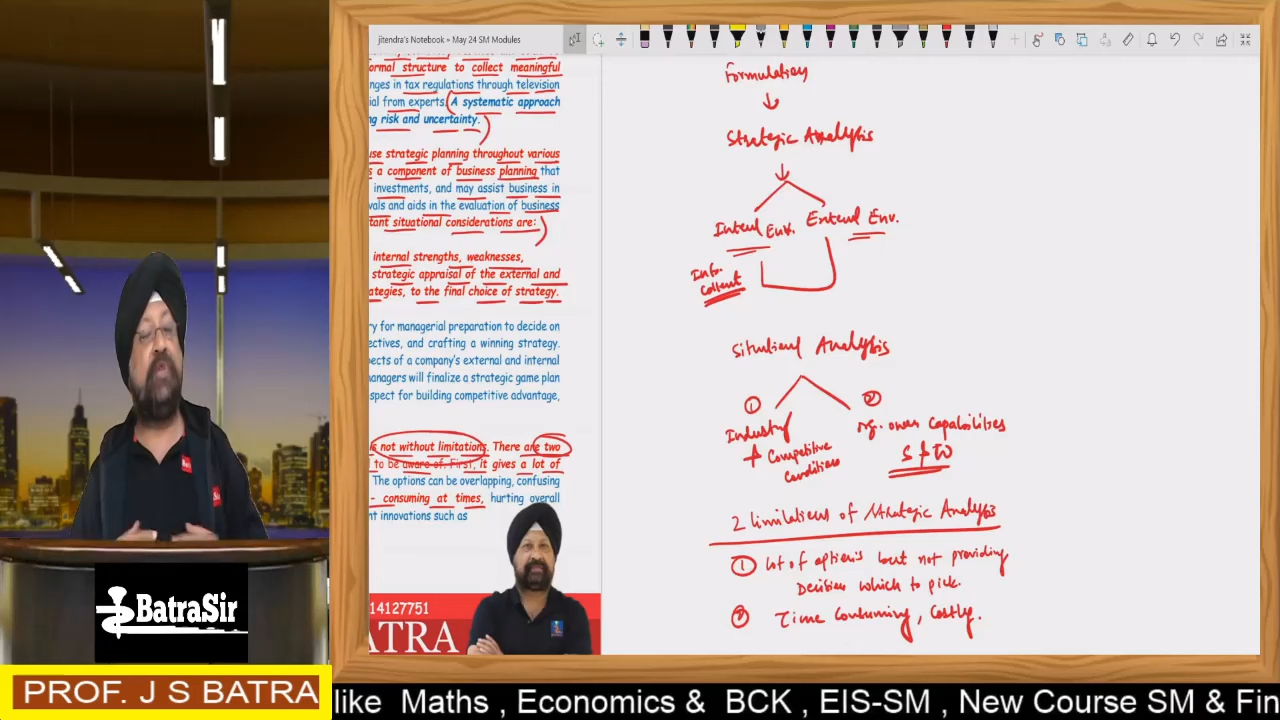 jitendra's Notebook » May 24 SM Modules
ormal structure to collect meaningful
nges in tax regulations through television
ial from experts. A systematic approach
ng risk and uncertainty.
use strategic planning throughout various
s a component of business planning that
investments, and may assist business in
vals and aids in the evaluation of business
tant situational considerations are:
internal strengths, weaknesses,
strategic appraisal of the external and
ategies, to the final choice of strategy.
ry for managerial preparation to decide on
ectives, and crafting a winning strategy.
ects of a company's external and internal
managers will finalize a strategic game plan
spect for building competitive advantage,
s not without limitations. There are two
to be aware of. First, it gives a lot of
The options can be overlapping, confusing
- consuming at times, hurting overall
nt innovations such as
14127751
ATRA
Formulation
Strategic Analysis
Internal Env. External Env.
Info.
Collect
Situational Analysis
① ②
Industry org. own capabilities
+ Competitive
Conditions
S & W
2 limitations of Strategic Analysis
① lot of options but not providing
Decision which to pick.
② Time Consuming, Costly.
BatraSir
PROF. J S BATRA
like Maths , Economics & BCK , EIS-SM , New Course SM & Fin